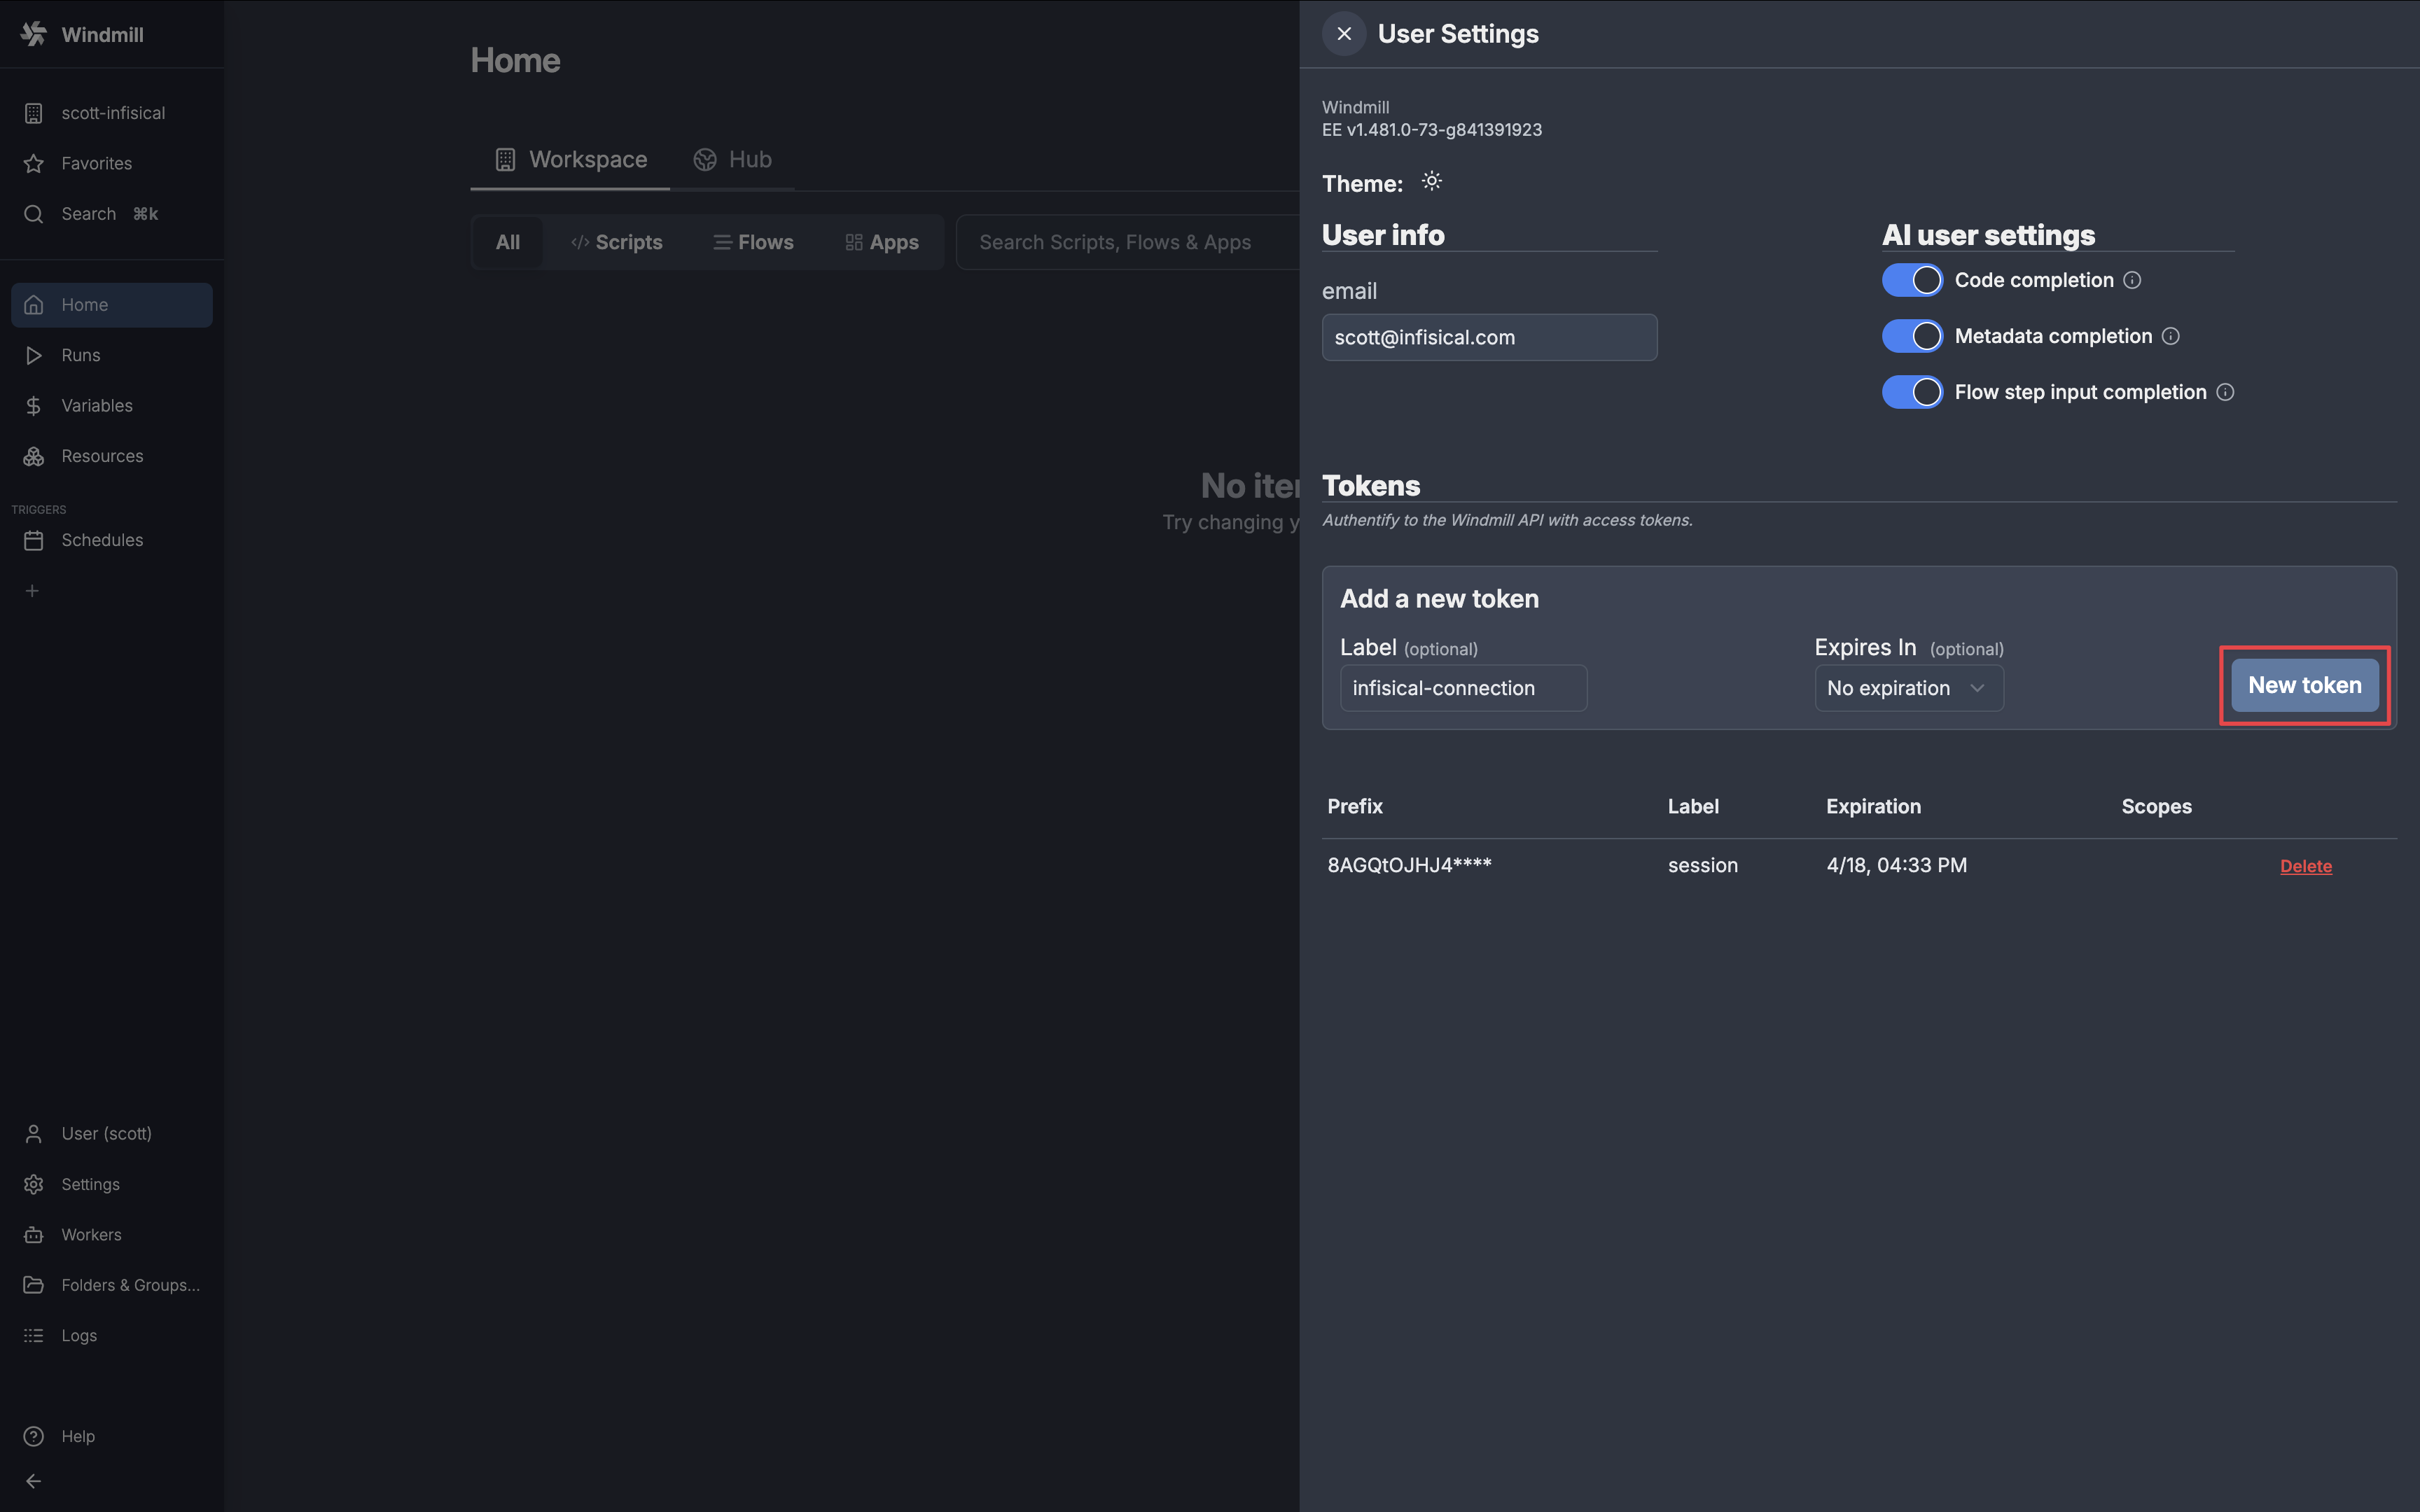 Windmill
scott-infisical
Favorites
Search ⌘k
Home
Runs
Variables
Resources
TRIGGERS
Schedules
User (scott)
Settings
Workers
Folders & Groups...
Logs
Help
Home
Workspace Hub
All Scripts Flows Apps Search Scripts, Flows & Apps
No iter
Try changing y
User Settings
Windmill
EE v1.481.0-73-g841391923
Theme:
User info
email
scott@infisical.com
AI user settings
Code completion
Metadata completion
Flow step input completion
Tokens
Authentify to the Windmill API with access tokens.
Add a new token
Label (optional) Expires In (optional)
infisical-connection No expiration New token
Prefix Label Expiration Scopes
8AGQtOJHJ4**** session 4/18, 04:33 PM Delete